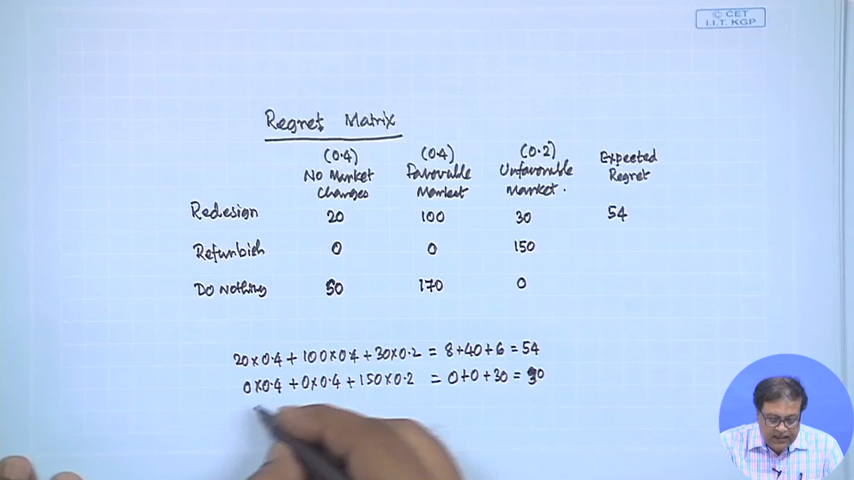 © CET
I.I.T. KGP
Regret Matrix
(0.4) (0.4) (0.2) Expected
No Market Favorable Unfavorable Regret
Changes Market Market.
Redesign 20 100 30 54
Refurbish 0 0 150
Do Nothing 50 170 0
20×0.4 + 100×0.4 + 30×0.2 = 8+40+6 = 54
0×0.4 + 0×0.4 + 150×0.2 = 0+0+30 = 30